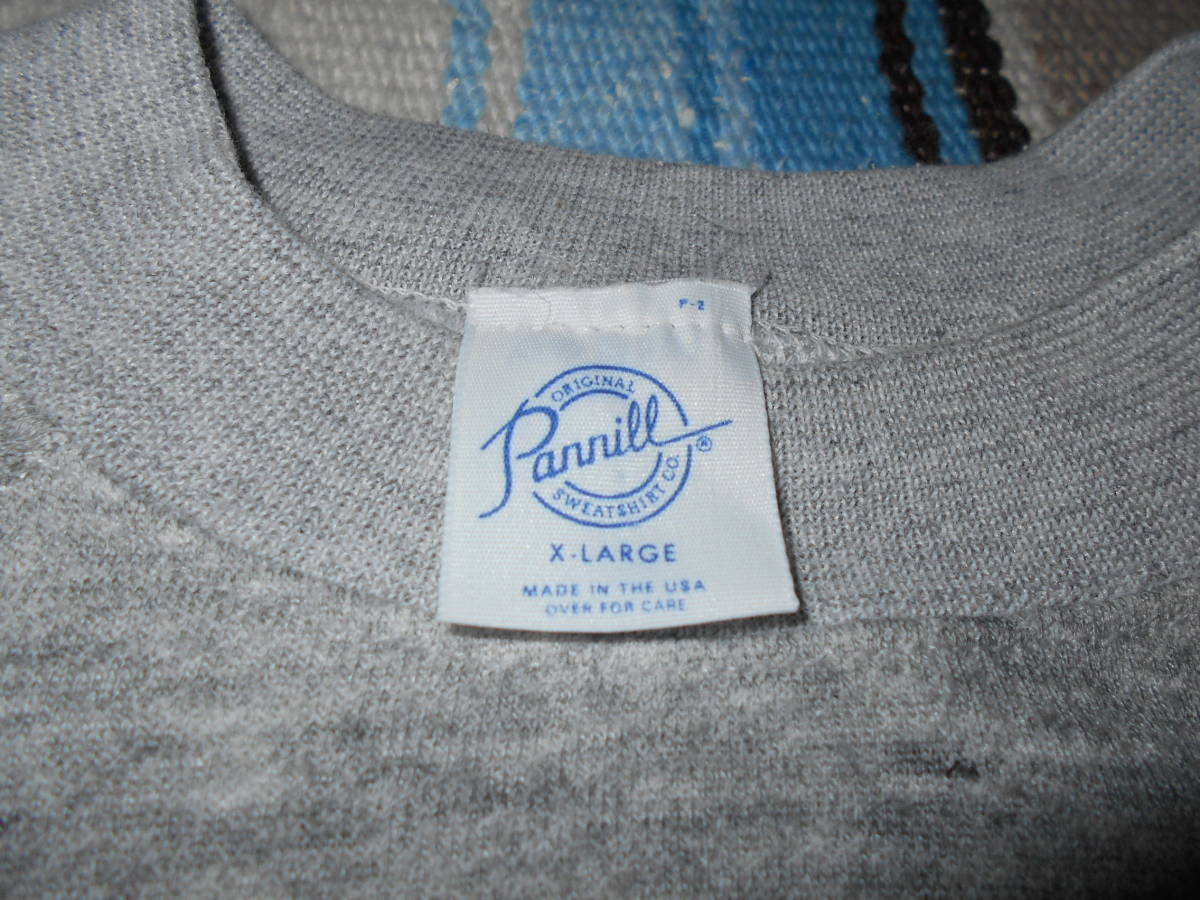 F-2
ORIGINAL
Pannill ®
SWEATSHIRT CO.
X-LARGE
MADE IN THE USA
OVER FOR CARE